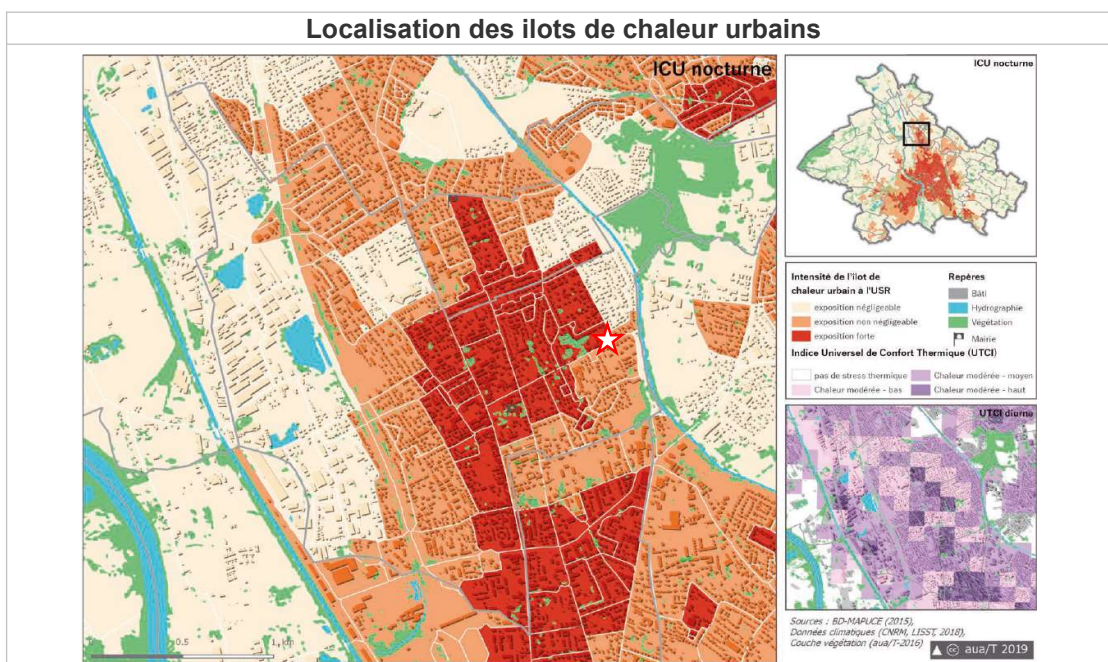 Localisation des ilots de chaleur urbains
ICU nocturne
ICU nocturne
Intensité de l'ilot de
chaleur urbain à l'USR
exposition négligeable
exposition non négligeable
exposition forte
Repères
Bâti
Hydrographie
Végétation
Mairie
Indice Universel de Confort Thermique (UTCI)
pas de stress thermique
Chaleur modérée - bas
Chaleur modérée - moyen
Chaleur modérée - haut
UTCI diurne
0.5
1 km
Sources : BD-MAPUCE (2015),
Données climatiques (CNRM, LISST, 2018),
Couche végétation (aua/T-2016)
cc aua/T 2019